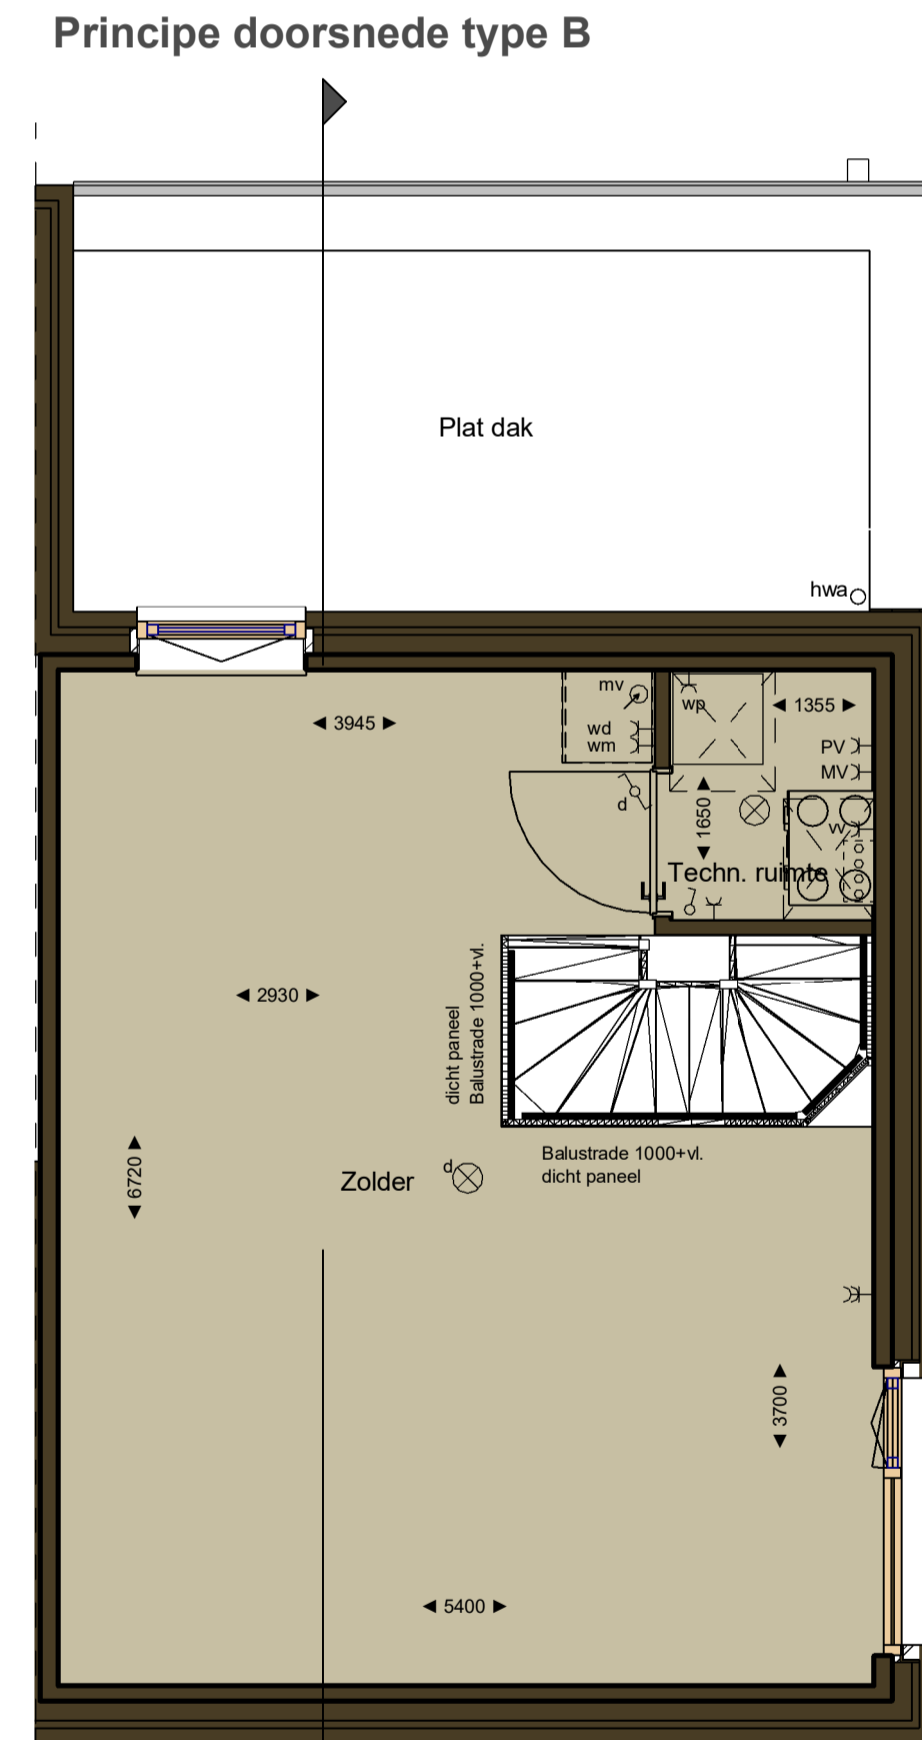 Principe doorsnede type B
Plat dak
hwa
mv
wp
3945
1355
wd
wm
PV
MV
d
1650
vv
Techn. ruimte
2930
dicht paneel
Balustrade 1000+vl.
Balustrade 1000+vl.
dicht paneel
6720
Zolder
d
3700
5400